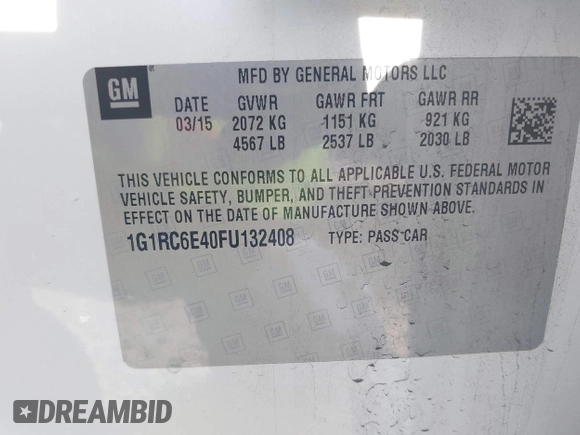 GM
MFD BY GENERAL MOTORS LLC
DATE GVWR GAWR FRT GAWR RR
03/15 2072 KG 1151 KG 921 KG
4567 LB 2537 LB 2030 LB
THIS VEHICLE CONFORMS TO ALL APPLICABLE U.S. FEDERAL MOTOR
VEHICLE SAFETY, BUMPER, AND THEFT PREVENTION STANDARDS IN
EFFECT ON THE DATE OF MANUFACTURE SHOWN ABOVE.
1G1RC6E40FU132408 TYPE: PASS CAR
DREAMBID